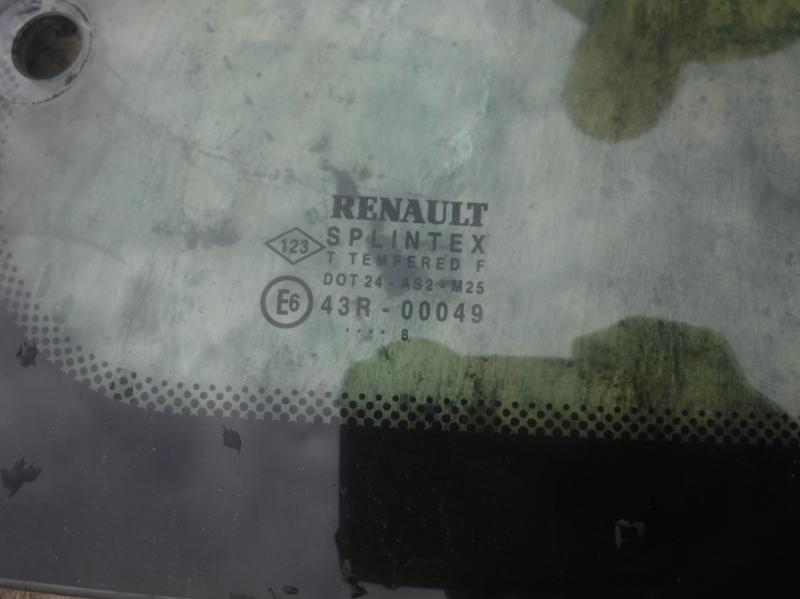 RENAULT
123 SPLINTEX
T TEMPERED F
DOT 24 - AS2 - M25
E6 43R - 00049
.... 8